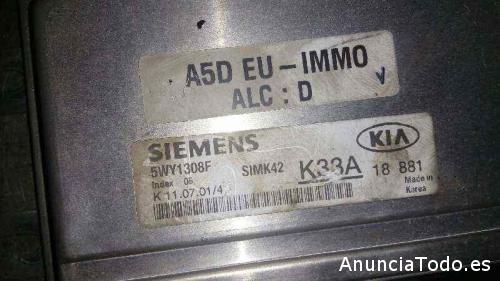 A5D EU-IMMO
ALC : D
SIEMENS
KIA
5WY1308F
SIMK42
K33A
18 881
Index 06
K 11.07.01/4
Made in
Korea
AnunciaTodo.es